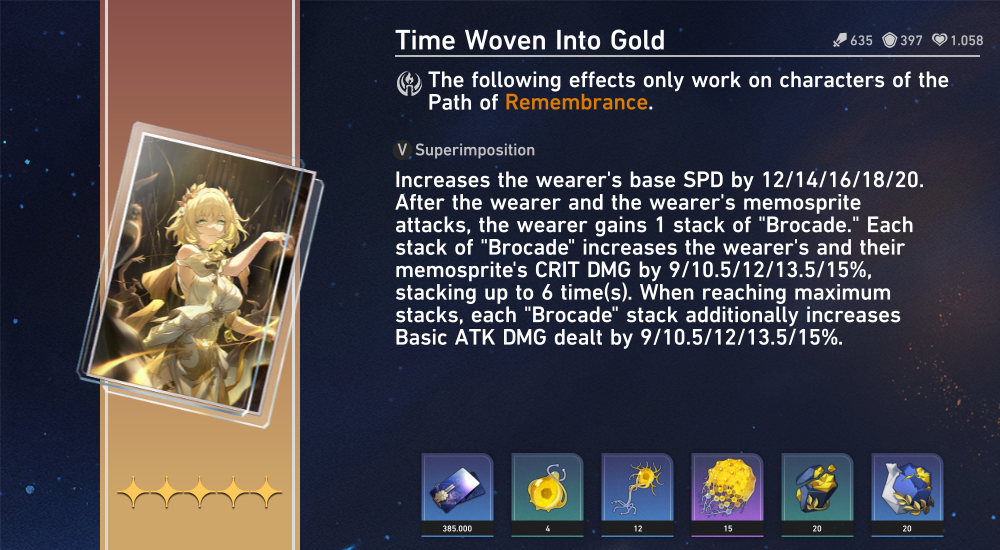 Time Woven Into Gold
635 397 1.058
The following effects only work on characters of the
Path of Remembrance.
V Superimposition
Increases the wearer's base SPD by 12/14/16/18/20.
After the wearer and the wearer's memosprite
attacks, the wearer gains 1 stack of "Brocade." Each
stack of "Brocade" increases the wearer's and their
memosprite's CRIT DMG by 9/10.5/12/13.5/15%,
stacking up to 6 time(s). When reaching maximum
stacks, each "Brocade" stack additionally increases
Basic ATK DMG dealt by 9/10.5/12/13.5/15%.
385.000 4 12 15 20 20